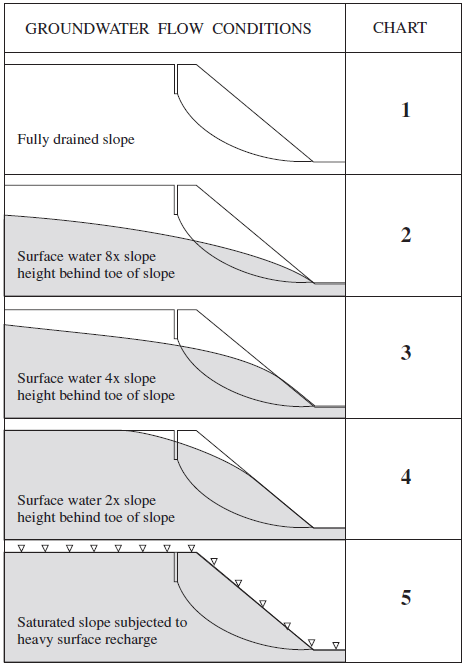 GROUNDWATER FLOW CONDITIONS
CHART
Fully drained slope
1
Surface water 8x slope
height behind toe of slope
2
Surface water 4x slope
height behind toe of slope
3
Surface water 2x slope
height behind toe of slope
4
Saturated slope subjected to
heavy surface recharge
5